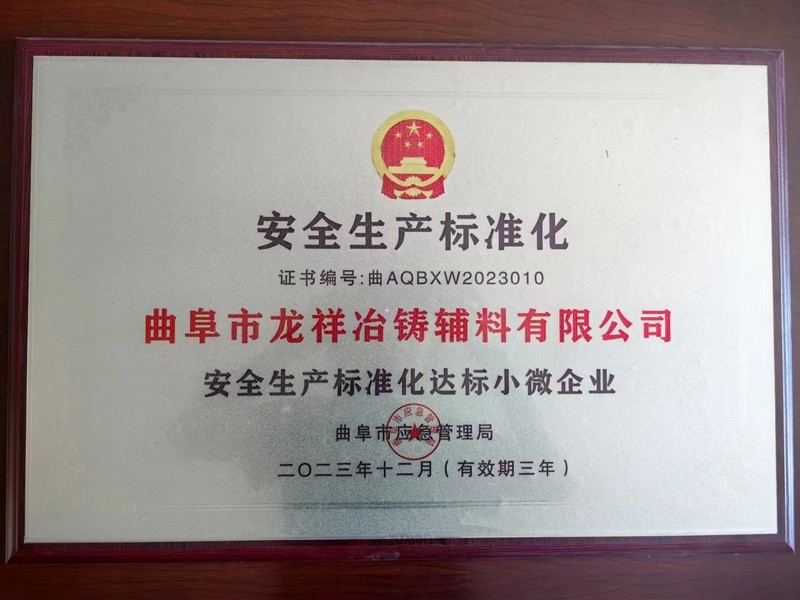 安全生产标准化
证书编号:曲AQBXW2023010
曲阜市龙祥冶铸辅料有限公司
安全生产标准化达标小微企业
曲阜市应急管理局
二〇二三年十二月（有效期三年）